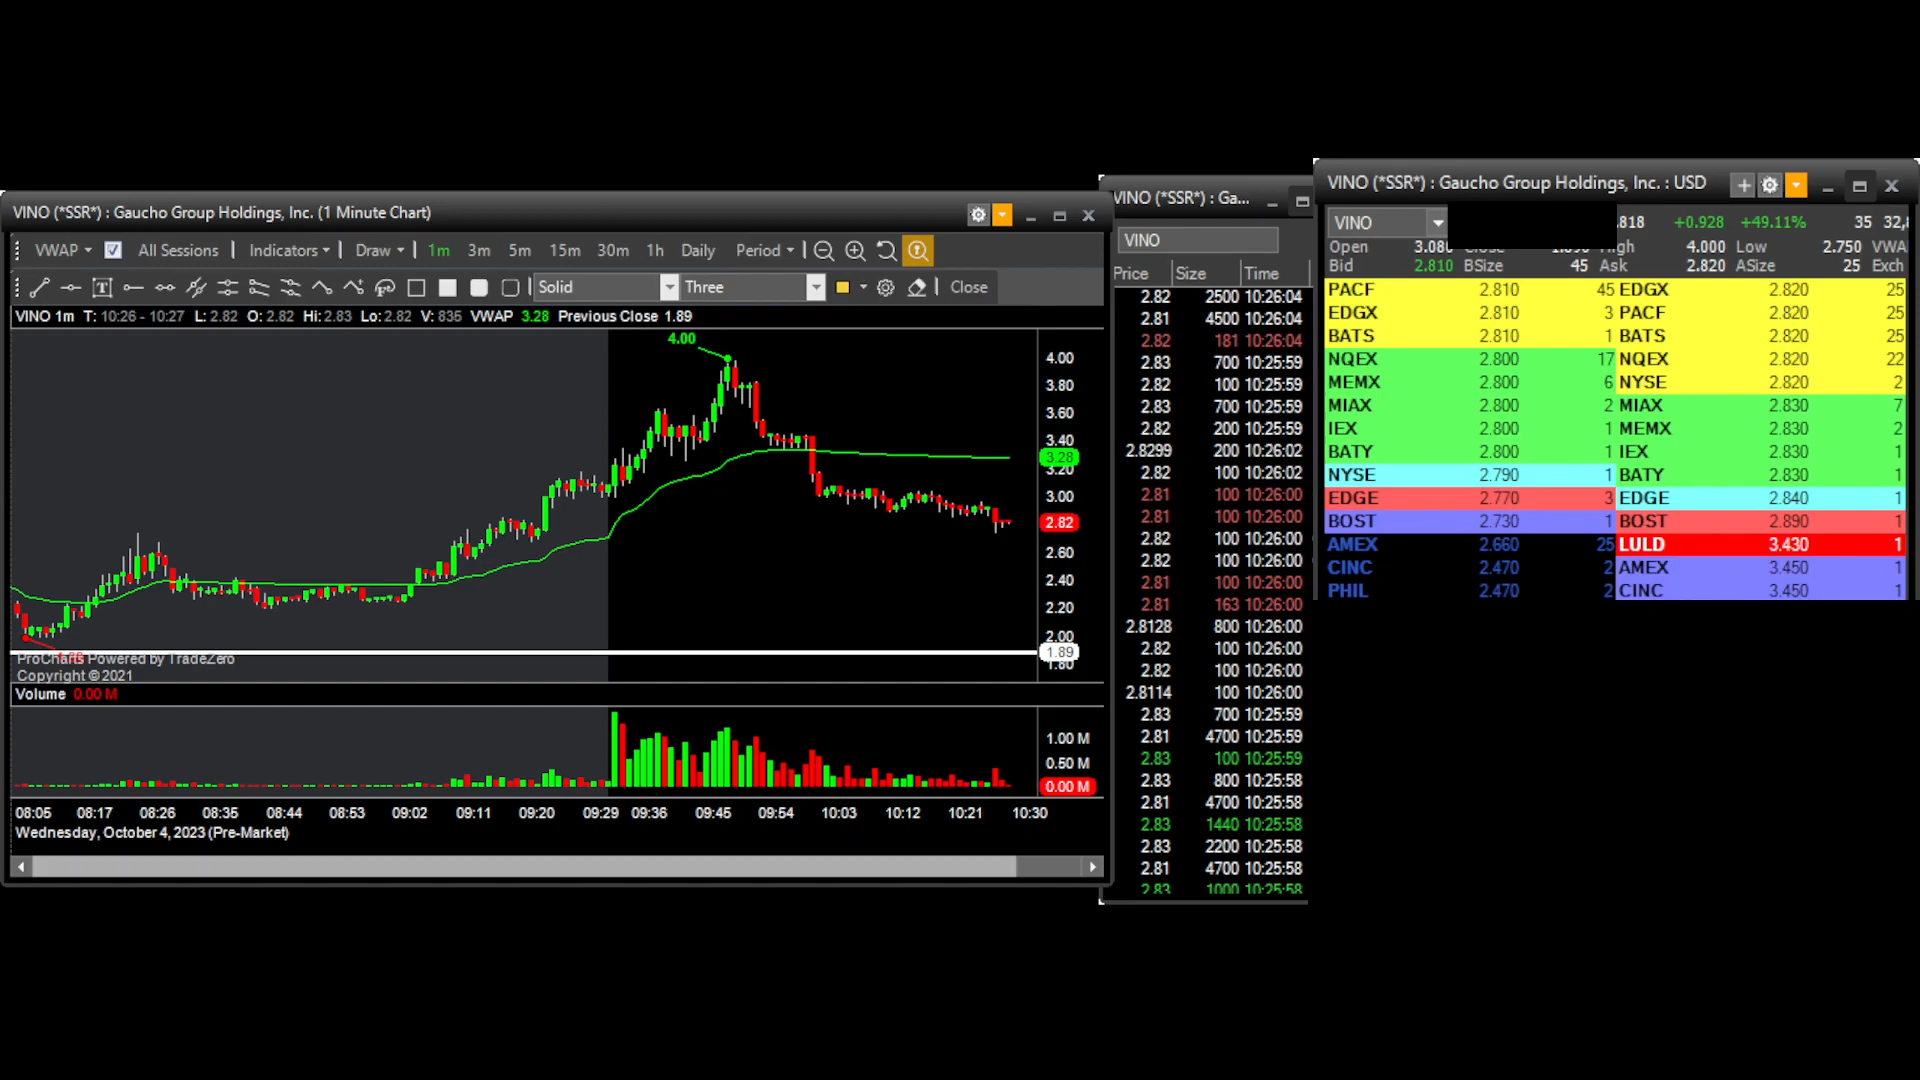 VINO (*SSR*) : Gaucho Group Holdings, Inc. (1 Minute Chart)
VWAP All Sessions Indicators Draw 1m 3m 5m 15m 30m 1h Daily Period
Solid Three Close
VINO 1m T: 10:26 - 10:27 L: 2.82 O: 2.82 Hi: 2.83 Lo: 2.82 V: 835 VWAP 3.28 Previous Close 1.89
4.00
4.00
3.80
3.60
3.40
3.28
3.20
3.00
2.82
2.60
2.40
2.20
2.00
1.89
1.80
ProCharts Powered by TradeZero
Copyright © 2021
Volume 0.00 M
1.00 M
0.50 M
0.00 M
08:05 08:17 08:26 08:35 08:44 08:53 09:02 09:11 09:20 09:29 09:36 09:45 09:54 10:03 10:12 10:21 10:30
Wednesday, October 4, 2023 (Pre-Market)
VINO (*SSR*) : Ga...
VINO
Price Size Time
2.82 2500 10:26:04
2.81 4500 10:26:04
2.82 181 10:26:04
2.83 700 10:25:59
2.82 100 10:25:59
2.83 700 10:25:59
2.82 200 10:25:59
2.8299 200 10:26:02
2.82 100 10:26:02
2.81 100 10:26:00
2.81 100 10:26:00
2.82 100 10:26:00
2.82 100 10:26:00
2.81 100 10:26:00
2.81 163 10:26:00
2.8128 800 10:26:00
2.82 100 10:26:00
2.82 100 10:26:00
2.8114 100 10:26:00
2.83 700 10:25:59
2.81 4700 10:25:59
2.83 100 10:25:59
2.83 800 10:25:58
2.81 4700 10:25:58
2.83 1440 10:25:58
2.83 2200 10:25:58
2.81 4700 10:25:58
2.83 1000 10:25:58
VINO (*SSR*) : Gaucho Group Holdings, Inc. : USD
VINO .818 +0.928 +49.11% 35 32,8
Open 3.080 4.000 Low 2.750 VWA
Bid 2.810 BSize 45 Ask 2.820 ASize 25 Exch
PACF 2.810 45 EDGX 2.820 25
EDGX 2.810 3 PACF 2.820 25
BATS 2.810 1 BATS 2.820 25
NQEX 2.800 17 NQEX 2.820 22
MEMX 2.800 6 NYSE 2.820 2
MIAX 2.800 2 MIAX 2.830 7
IEX 2.800 1 MEMX 2.830 2
BATY 2.800 1 IEX 2.830 1
NYSE 2.790 1 BATY 2.830 1
EDGE 2.770 3 EDGE 2.840 1
BOST 2.730 1 BOST 2.890 1
AMEX 2.660 25 LULD 3.430 1
CINC 2.470 2 AMEX 3.450 1
PHIL 2.470 2 CINC 3.450 1